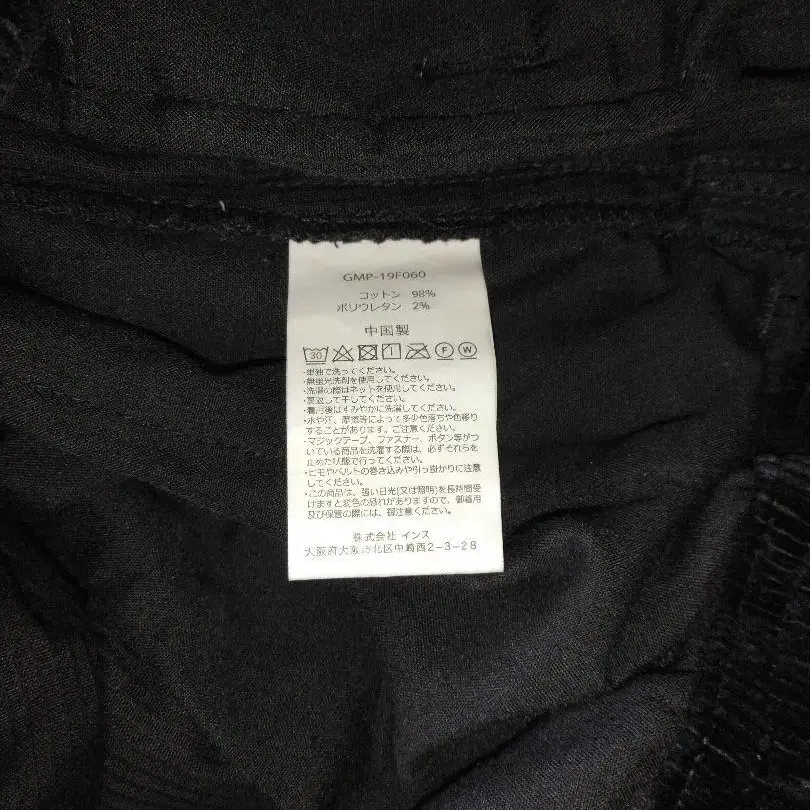 GMP-19F060
コットン 98%
ポリウレタン 2%
中国製
30 1 F W
・単独で洗ってください。
・無蛍光洗剤を使用してください。
・洗濯の際はネットを使用してください。
・裏返して干してください。
・着用後はすみやかに洗濯してください。
・水や汗、摩擦等によって多少色落ちや色移り
することがあります。ご注意ください。
・マジックテープ、ファスナー、ボタン等がつ
いている商品を洗濯する際は、必ずそれらを
止めた状態で行ってください。
・ヒモやベルトの巻き込みや引っ掛かりに注意
してください。
・この商品は、強い日光(又は照明)を長時間受
けますと変色の恐れがありますので、御着用
及び保管の際には、御注意ください。
株式会社 インス
大阪府大阪市北区中崎西2-3-28